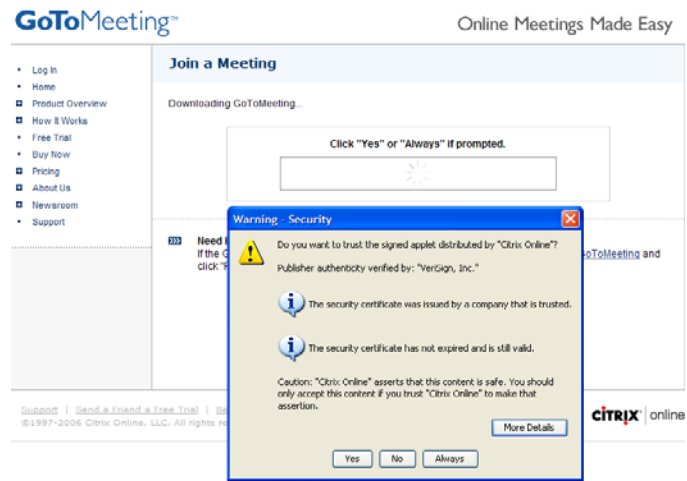 GoToMeeting™
Online Meetings Made Easy
Log In
Home
Product Overview
How It Works
Free Trial
Buy Now
Pricing
About Us
Newsroom
Support
Join a Meeting
Downloading GoToMeeting...
Click "Yes" or "Always" if prompted.
Need
If the
oToMeeting and
click
Warning - Security
Do you want to trust the signed applet distributed by "Citrix Online"?
Publisher authenticity verified by: "VeriSign, Inc."
The security certificate was issued by a company that is trusted.
The security certificate has not expired and is still valid.
Caution: "Citrix Online" asserts that this content is safe. You should
only accept this content if you trust "Citrix Online" to make that
assertion.
More Details
Yes No Always
Support | Send a Friend a Free Trial |
©1997-2006 Citrix Online, LLC. All rights re
CITRIX online